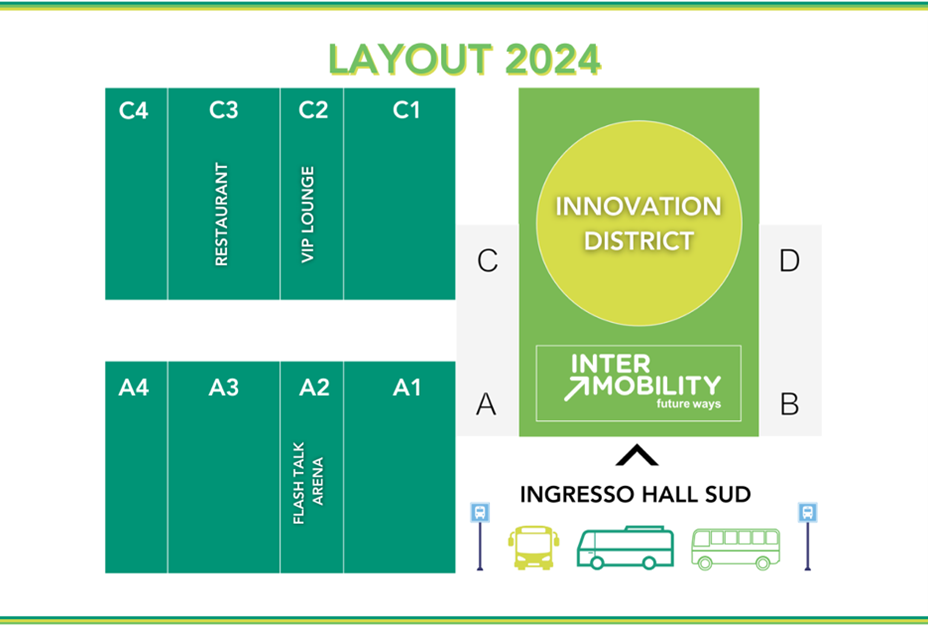 LAYOUT 2024
C4
C3
C2
C1
RESTAURANT
VIP LOUNGE
INNOVATION
DISTRICT
C
D
INTER
MOBILITY
future ways
A4
A3
A2
A1
FLASH TALK
ARENA
A
B
INGRESSO HALL SUD